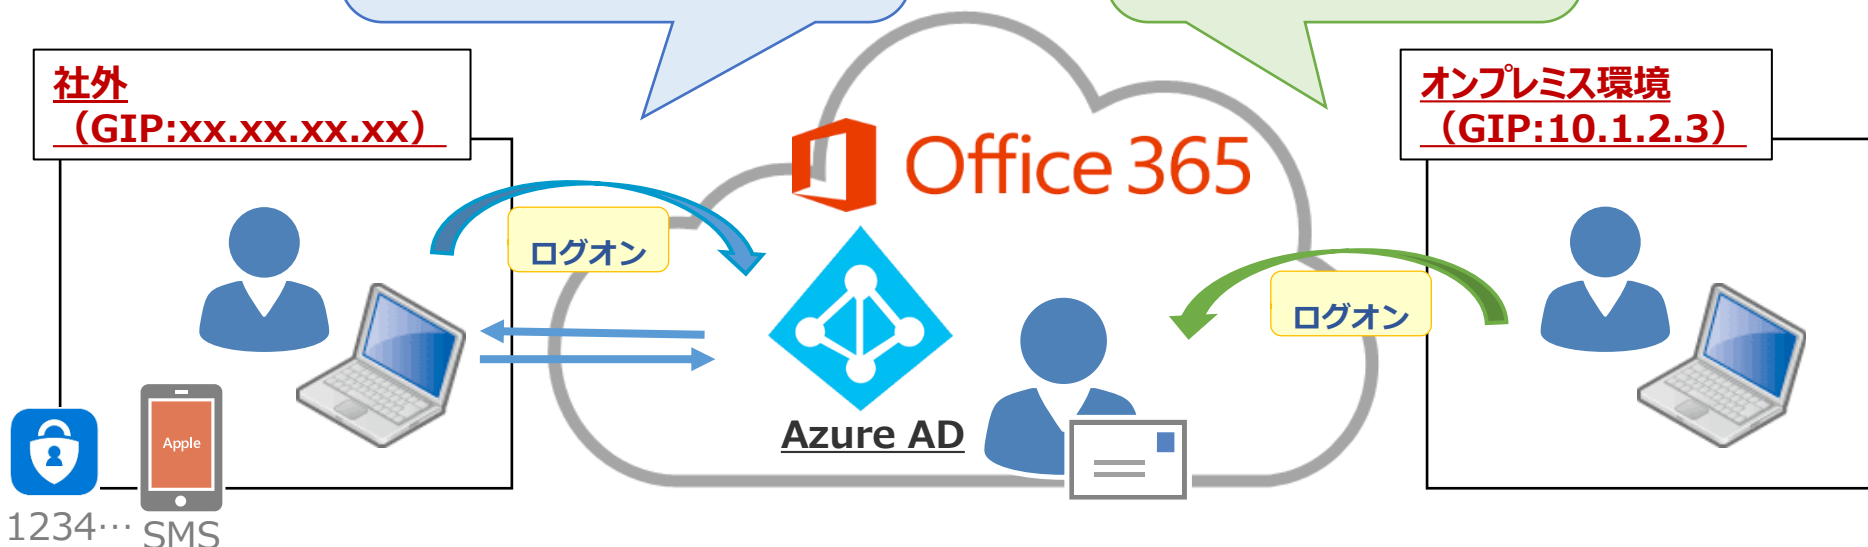 社外
（GIP:xx.xx.xx.xx）
オンプレミス環境
（GIP:10.1.2.3）
Office 365
ログオン
ログオン
Azure AD
Apple
1234…
SMS